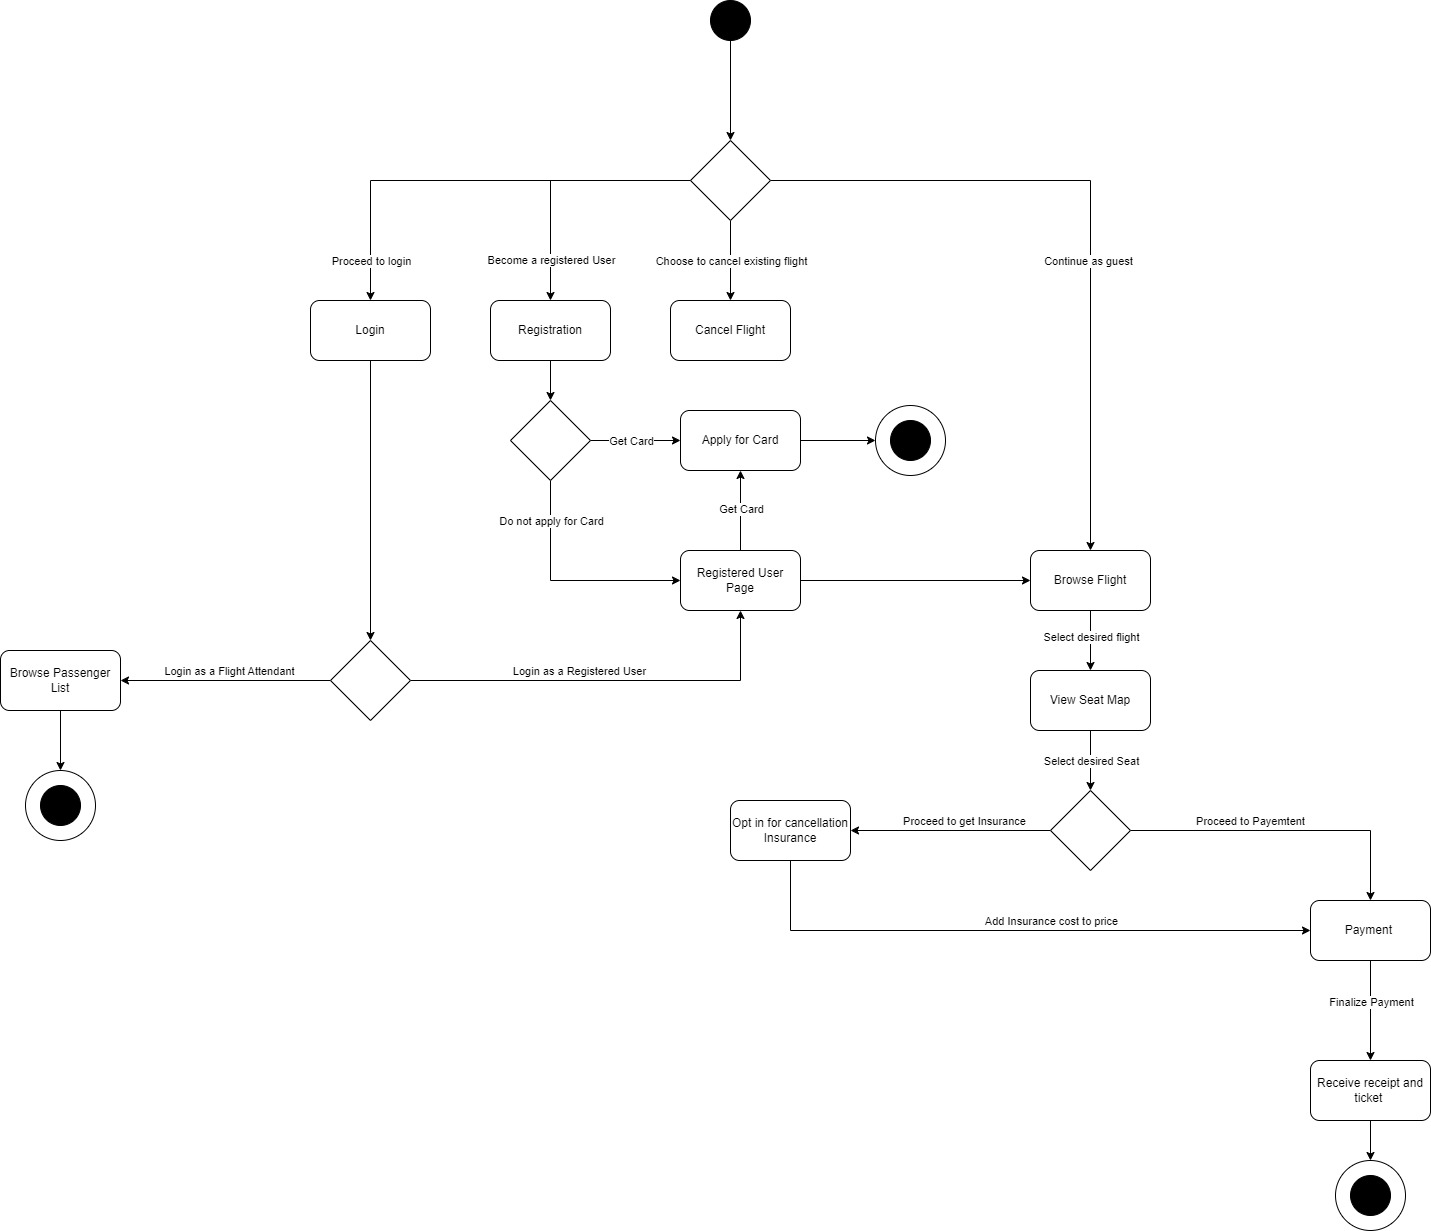 Proceed to login
Become a registered User
Choose to cancel existing flight
Continue as guest
Login
Registration
Cancel Flight
Get Card
Apply for Card
Get Card
Do not apply for Card
Registered User
Page
Browse Flight
Select desired flight
Browse Passenger
List
Login as a Flight Attendant
Login as a Registered User
View Seat Map
Select desired Seat
Opt in for cancellation
Insurance
Proceed to get Insurance
Proceed to Payemtent
Add Insurance cost to price
Payment
Finalize Payment
Receive receipt and
ticket